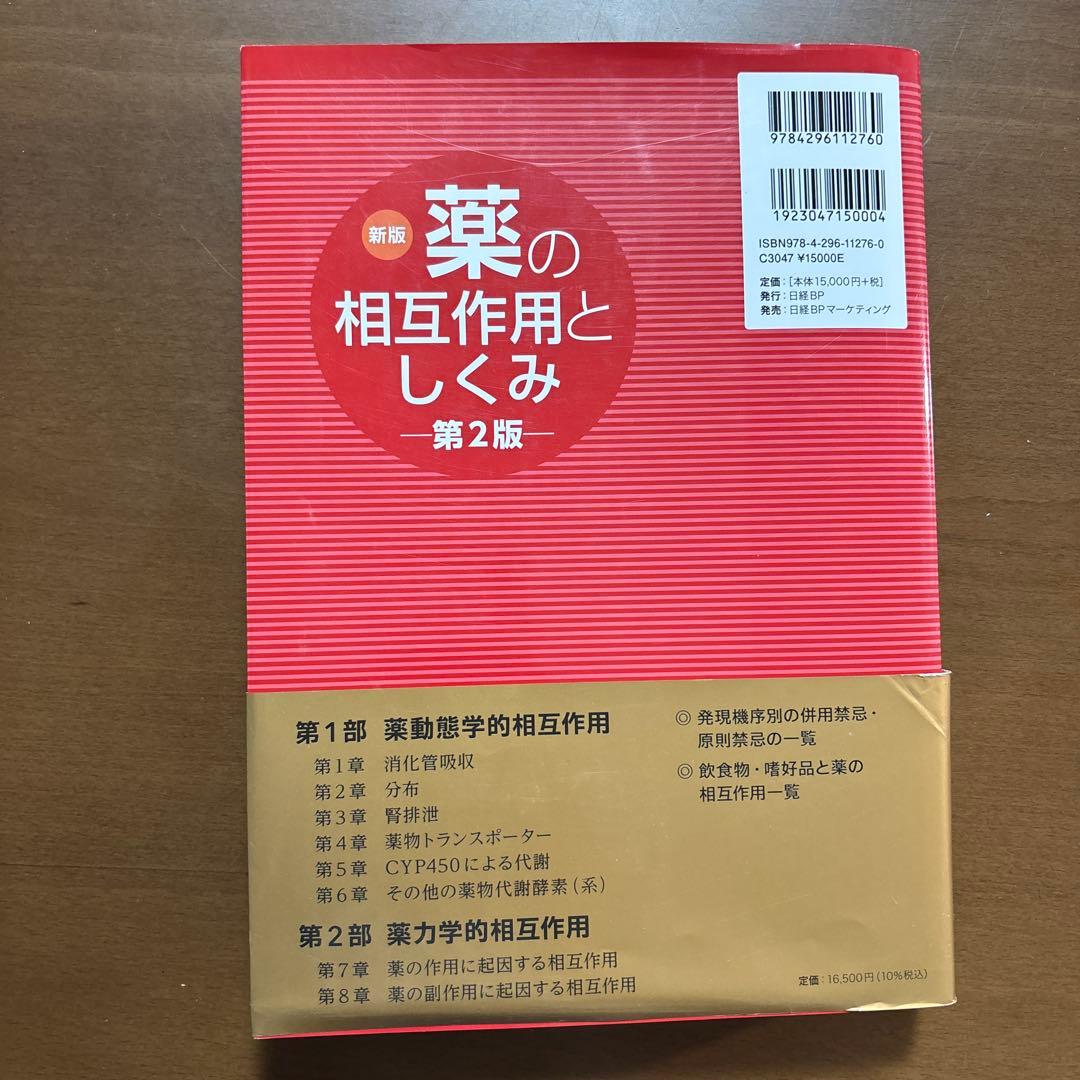 新版
薬の
相互作用と
しくみ
—第2版—
9784296112760
1923047150004
ISBN978-4-296-11276-0
C3047 ¥15000E
定価：[本体15,000円+税]
発行：日経BP
発売：日経BPマーケティング
第1部 薬動態学的相互作用
第1章 消化管吸収
第2章 分布
第3章 腎排泄
第4章 薬物トランスポーター
第5章 CYP450による代謝
第6章 その他の薬物代謝酵素(系)
第2部 薬力学的相互作用
第7章 薬の作用に起因する相互作用
第8章 薬の副作用に起因する相互作用
◎ 発現機序別の併用禁忌・
原則禁忌の一覧
◎ 飲食物・嗜好品と薬の
相互作用一覧
定価：16,500円(10%税込)